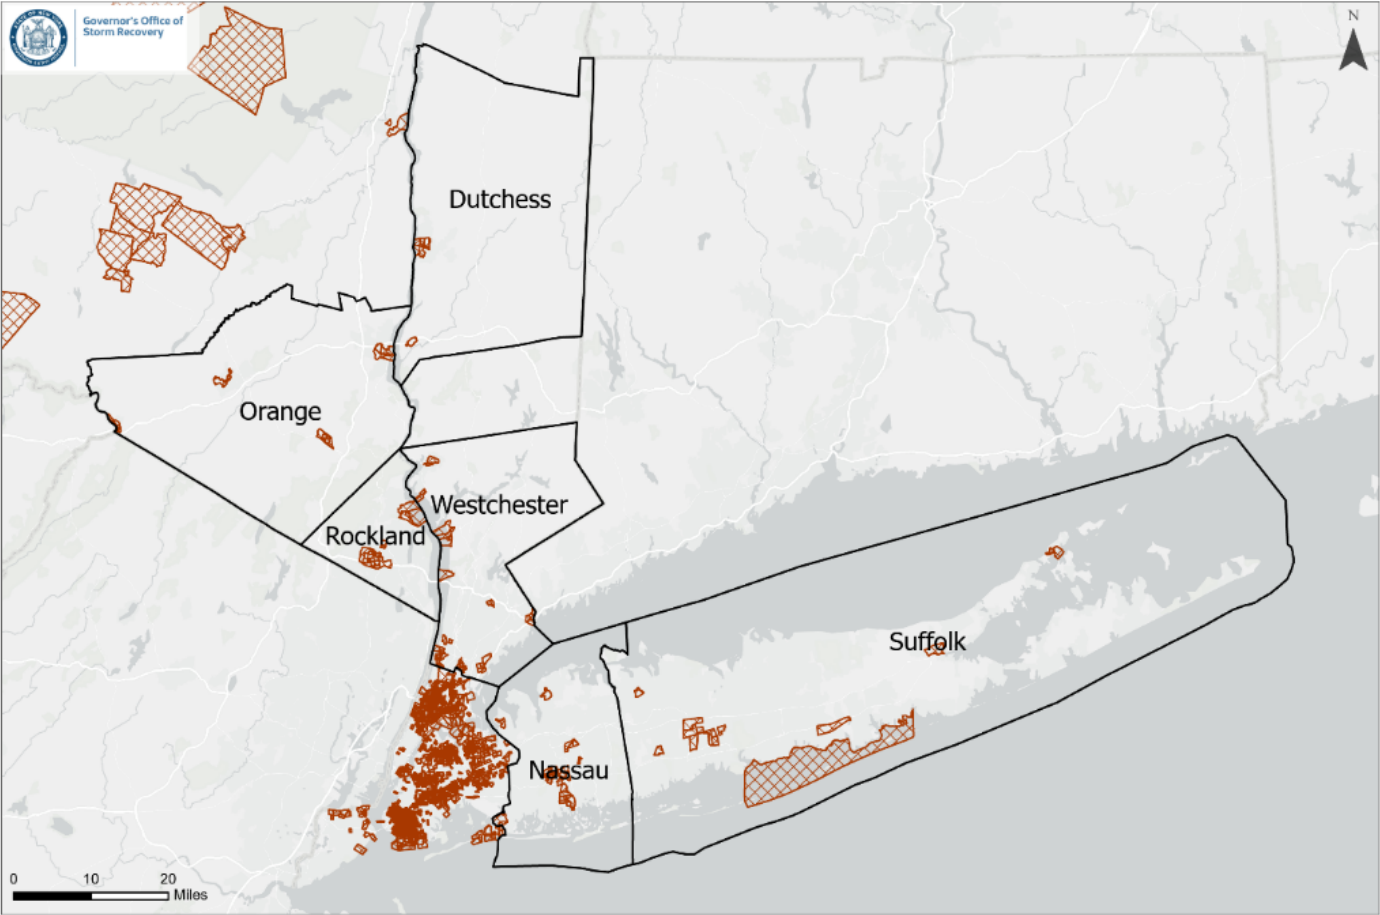 Governor's Office of
Storm Recovery
N
Dutchess
Orange
Westchester
Rockland
Suffolk
Nassau
0 10 20
Miles